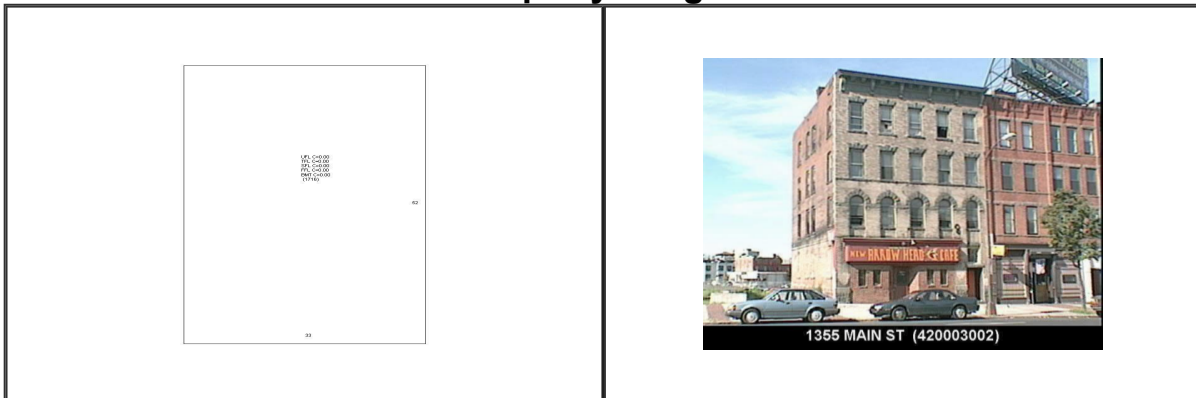 UFL C=0.00
TFL C=0.00
SFL C=0.00
FFL C=0.00
BMT C=0.00
(1716)
52
33
NEW ARROW HEAD CAFE
1355 MAIN ST (420003002)